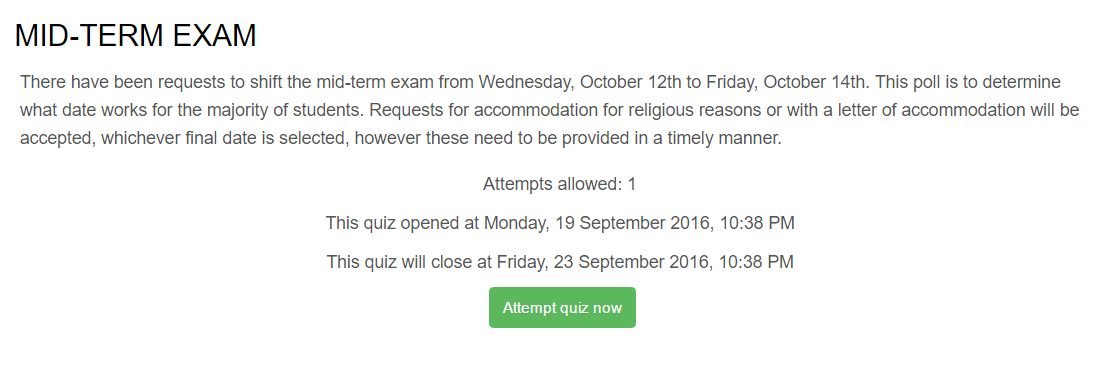 MID-TERM EXAM
There have been requests to shift the mid-term exam from Wednesday, October 12th to Friday, October 14th. This poll is to determine
what date works for the majority of students. Requests for accommodation for religious reasons or with a letter of accommodation will be
accepted, whichever final date is selected, however these need to be provided in a timely manner.
Attempts allowed: 1
This quiz opened at Monday, 19 September 2016, 10:38 PM
This quiz will close at Friday, 23 September 2016, 10:38 PM
Attempt quiz now